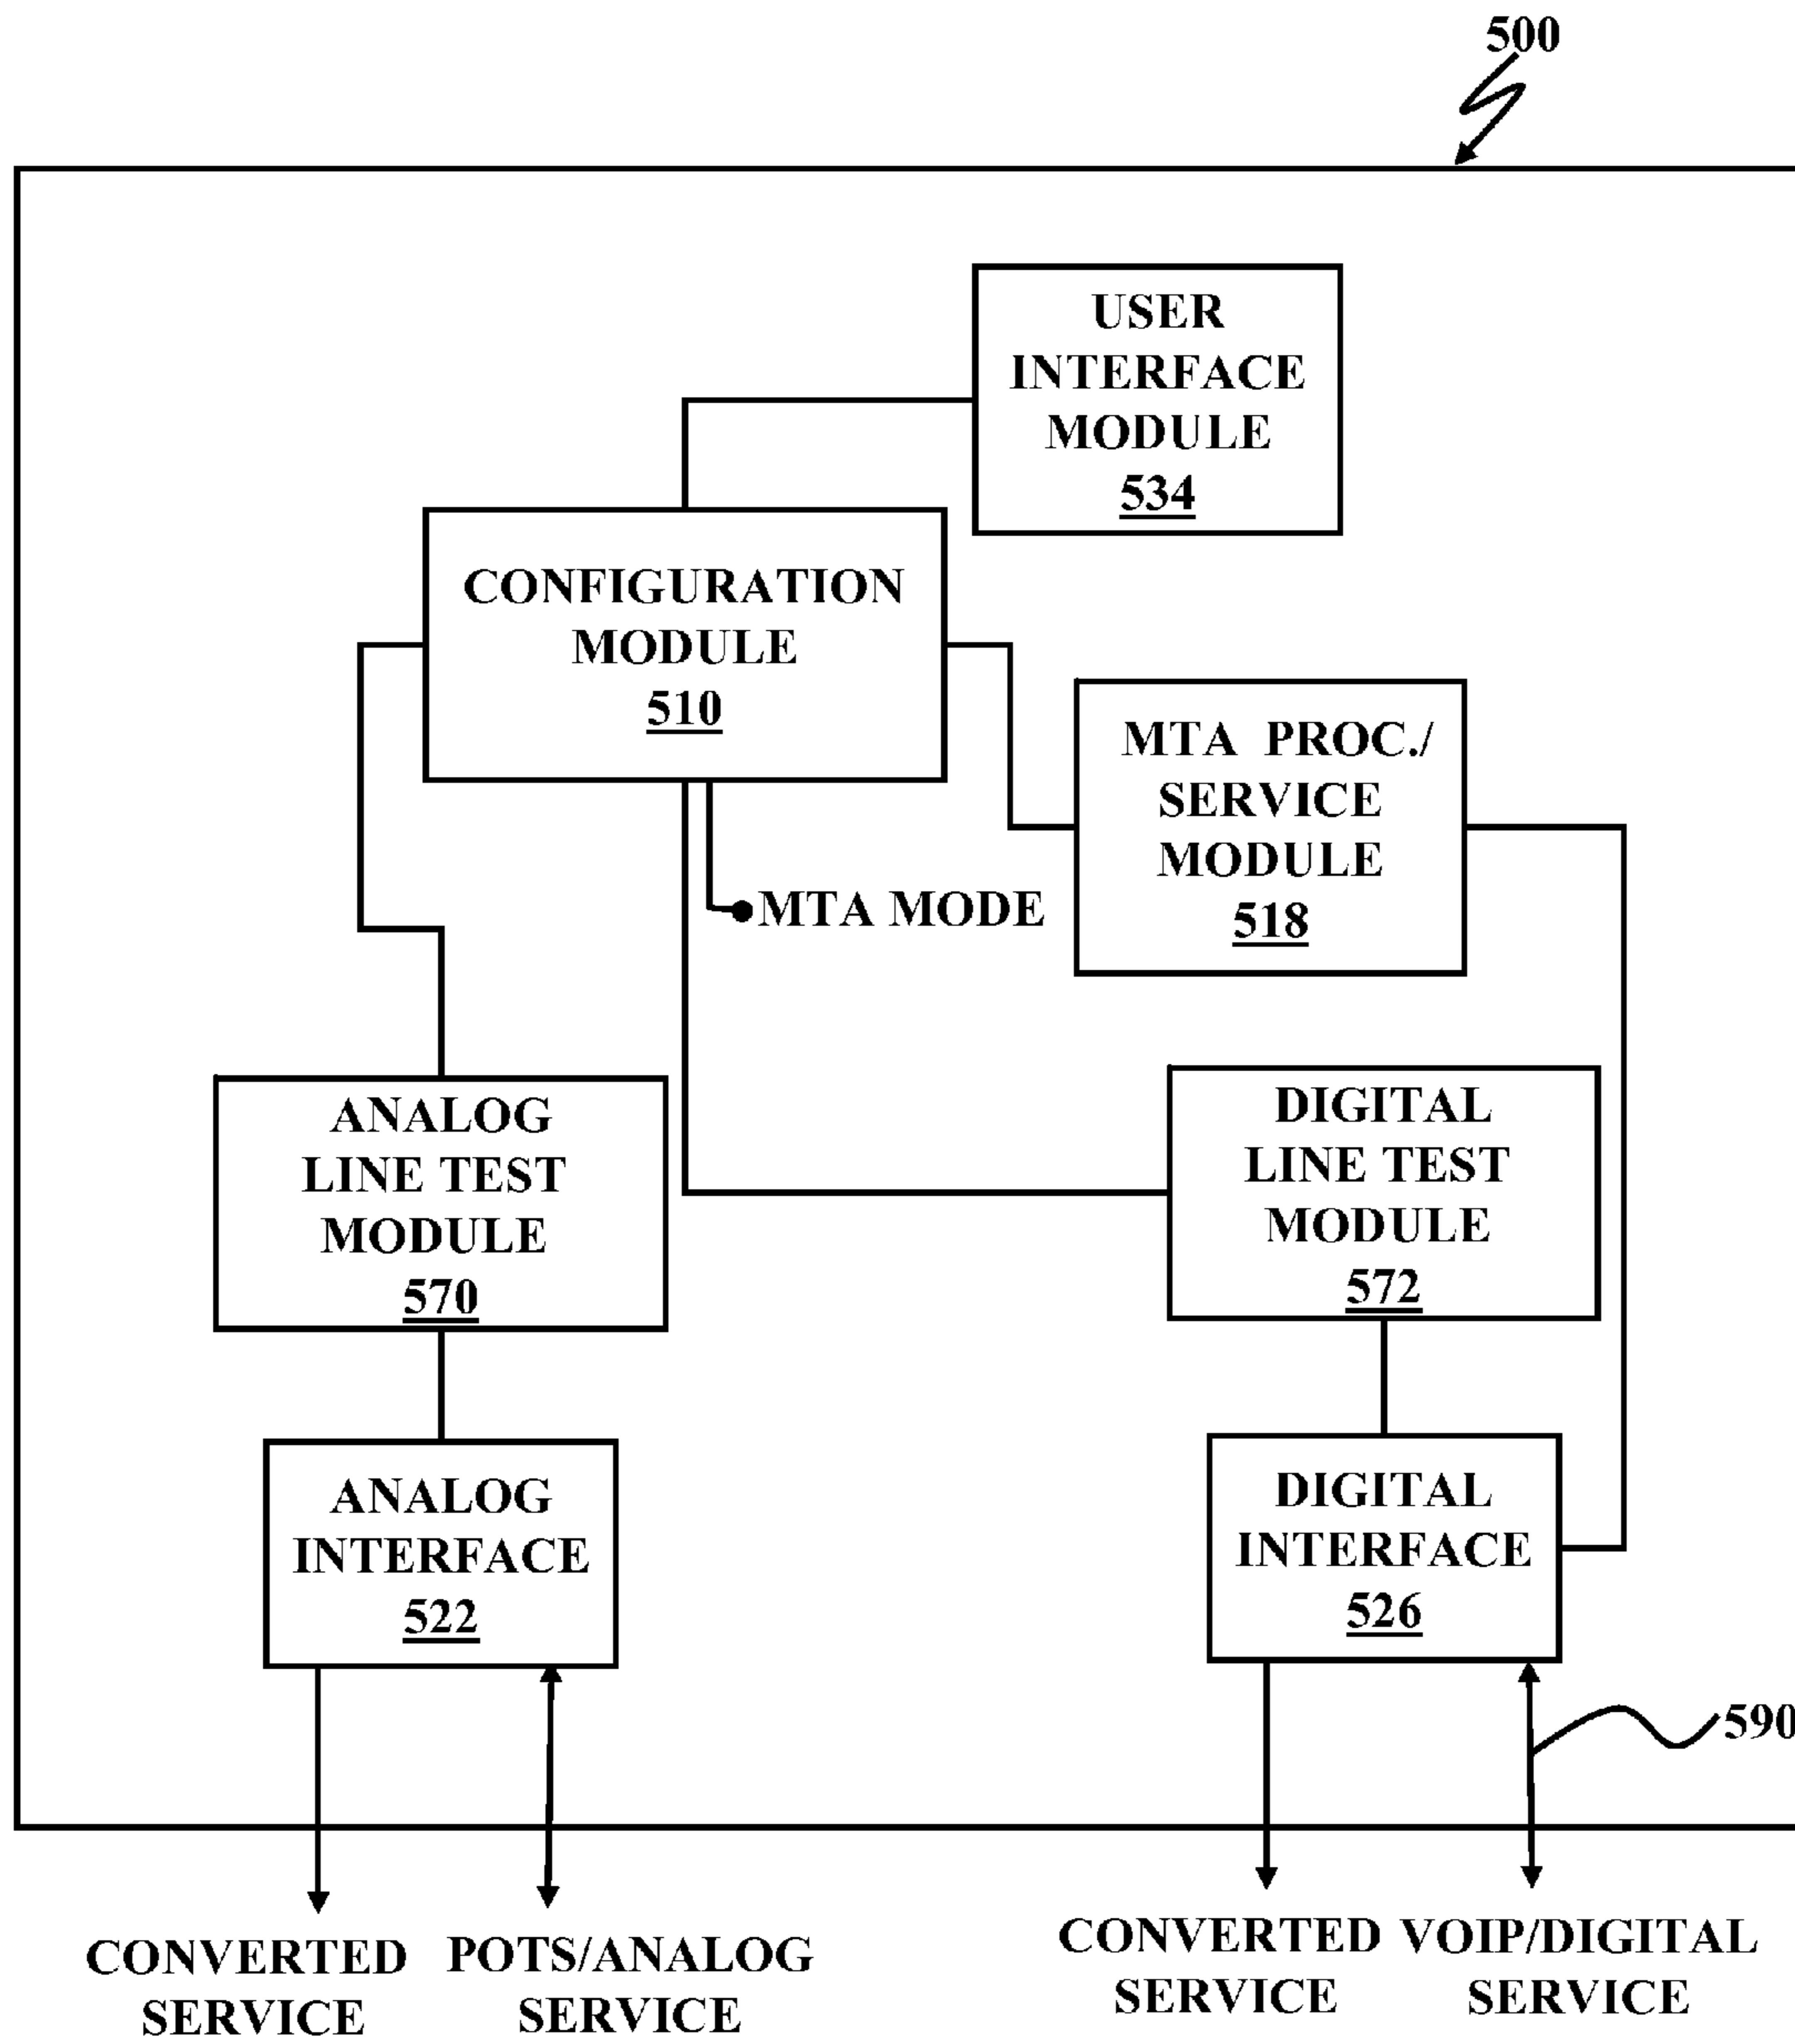 500
USER
INTERFACE
MODULE
534
CONFIGURATION
MODULE
510
MTA PROC./
SERVICE
MODULE
518
MTA MODE
ANALOG
LINE TEST
MODULE
570
DIGITAL
LINE TEST
MODULE
572
ANALOG
INTERFACE
522
DIGITAL
INTERFACE
526
590
CONVERTED
SERVICE
POTS/ANALOG
SERVICE
CONVERTED
SERVICE
VOIP/DIGITAL
SERVICE